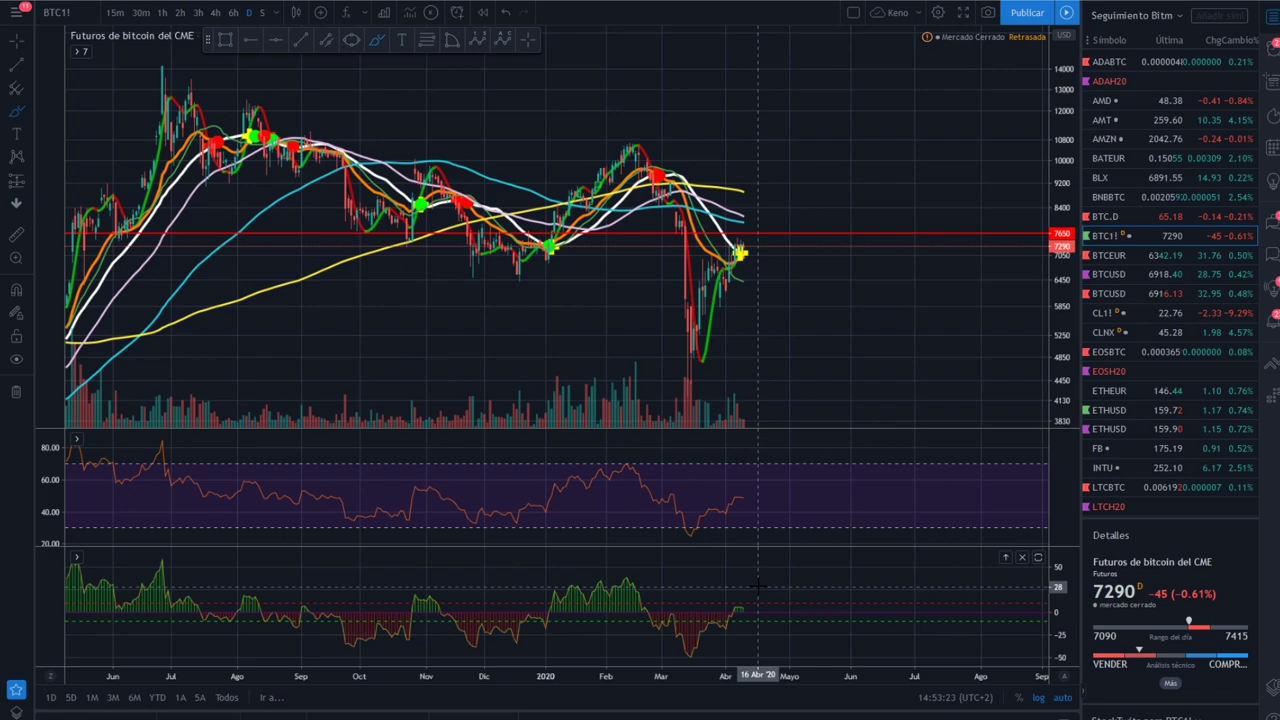 11
BTC1!
15m 30m 1h 2h 3h 4h 6h D S
Keno
Publicar
Seguimiento Bitm
Añadir sím
Futuros de bitcoin del CME
7
Mercado Cerrado Retrasada
USD
Símbolo Última Chg Cambio%
ADABTC 0.21%
ADAH20
AMD 48.38 -0.41 -0.84%
AMT 259.60 10.35 4.15%
AMZN 2042.76 -0.24 -0.01%
BATEUR 0.15055 0.00309 2.10%
BLX 6891.55 14.93 0.22%
BNBBTC 2.54%
BTC.D 65.18 -0.14 -0.21%
BTC1! D 7290 -45 -0.61%
BTCEUR 6342.19 31.76 0.50%
BTCUSD 6918.40 28.75 0.42%
BTCUSD 6916.13 32.95 0.48%
CL1! D 22.76 -2.33 -9.29%
CLNX D 45.28 1.98 4.57%
EOSBTC 0.08%
EOSH20
ETHEUR 146.44 1.10 0.76%
ETHUSD 159.72 1.17 0.74%
ETHUSD 159.90 1.15 0.72%
FB 175.19 0.91 0.52%
INTU 252.10 6.17 2.51%
LTCBTC 0.11%
LTCH20
14000
13000
12000
10800
10000
9200
8400
7650
7290
7050
6450
5850
5250
4850
4450
4130
3830
80.00
60.00
40.00
20.00
50
28
0
-25
-50
Z Jun Jul Ago Sep Oct Nov Dic 2020 Feb Mar Abr 16 Abr '20 Mayo Jun Jul Ago Sep A
1D 5D 1M 3M 6M YTD 1A 5A Todos Ir a...
14:53:23 (UTC+2) % log auto
Detalles
Futuros de bitcoin del CME
Futuros
7290 D -45 (-0.61%)
mercado cerrado
7090 Rango del día 7415
VENDER Análisis técnico COMPR...
Más